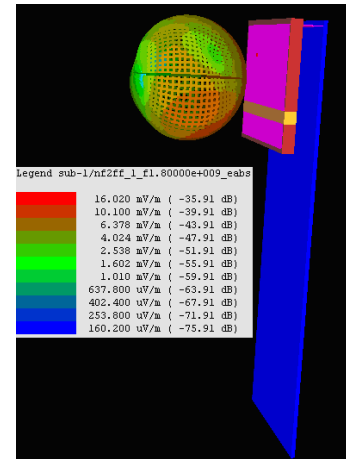 Legend sub-1/nf2ff_1_f1.80000e+009_eabs
16.020 mV/m ( -35.91 dB)
10.100 mV/m ( -39.91 dB)
6.378 mV/m ( -43.91 dB)
4.024 mV/m ( -47.91 dB)
2.538 mV/m ( -51.91 dB)
1.602 mV/m ( -55.91 dB)
1.010 mV/m ( -59.91 dB)
637.800 uV/m ( -63.91 dB)
402.400 uV/m ( -67.91 dB)
253.800 uV/m ( -71.91 dB)
160.200 uV/m ( -75.91 dB)